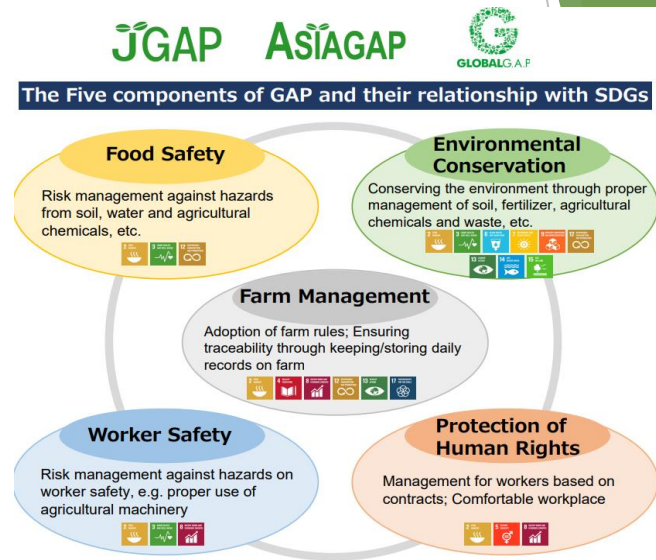 JGAP
ASIAGAP
GLOBALG.A.P
The Five components of GAP and their relationship with SDGs
Food Safety
Risk management against hazards
from soil, water and agricultural
chemicals, etc.
Environmental
Conservation
Conserving the environment through proper
management of soil, fertilizer, agricultural
chemicals and waste, etc.
Farm Management
Adoption of farm rules; Ensuring
traceability through keeping/storing daily
records on farm
Worker Safety
Risk management against hazards on
worker safety, e.g. proper use of
agricultural machinery
Protection of
Human Rights
Management for workers based on
contracts; Comfortable workplace